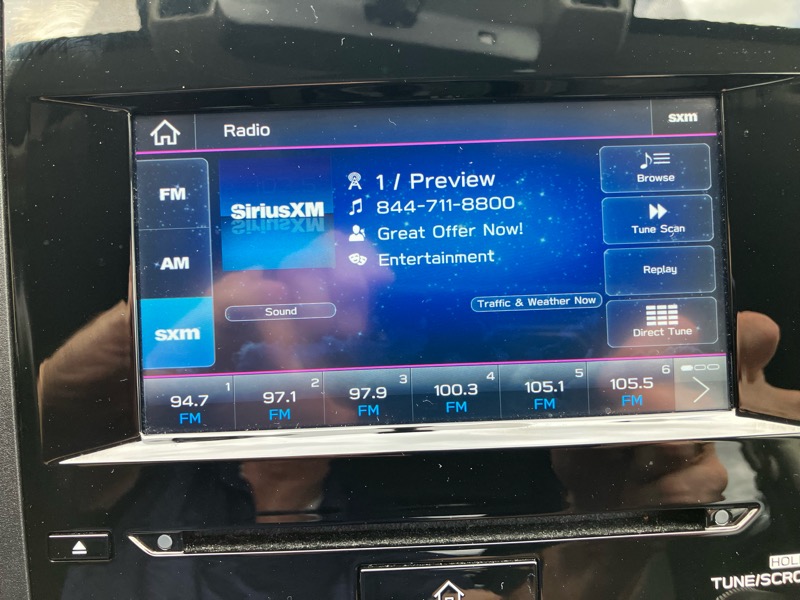 Radio
sxm
FM
AM
sxm
SiriusXM
1 / Preview
844-711-8800
Great Offer Now!
Entertainment
Browse
Tune Scan
Replay
Direct Tune
Sound
Traffic & Weather Now
1
94.7
FM
2
97.1
FM
3
97.9
FM
4
100.3
FM
5
105.1
FM
6
105.5
FM
HOL
TUNE/SCRO